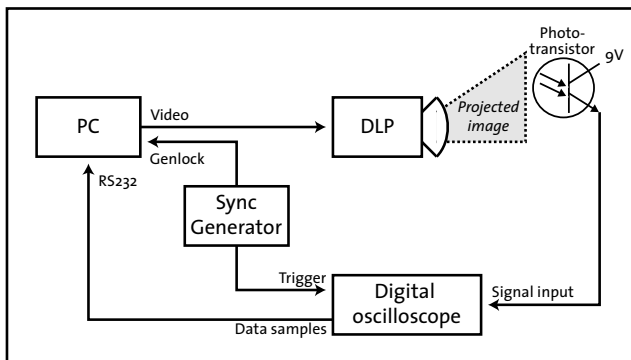 Photo-
transistor
9V
PC
Video
DLP
Projected
image
Genlock
RS232
Sync
Generator
Trigger
Digital
oscilloscope
Signal input
Data samples